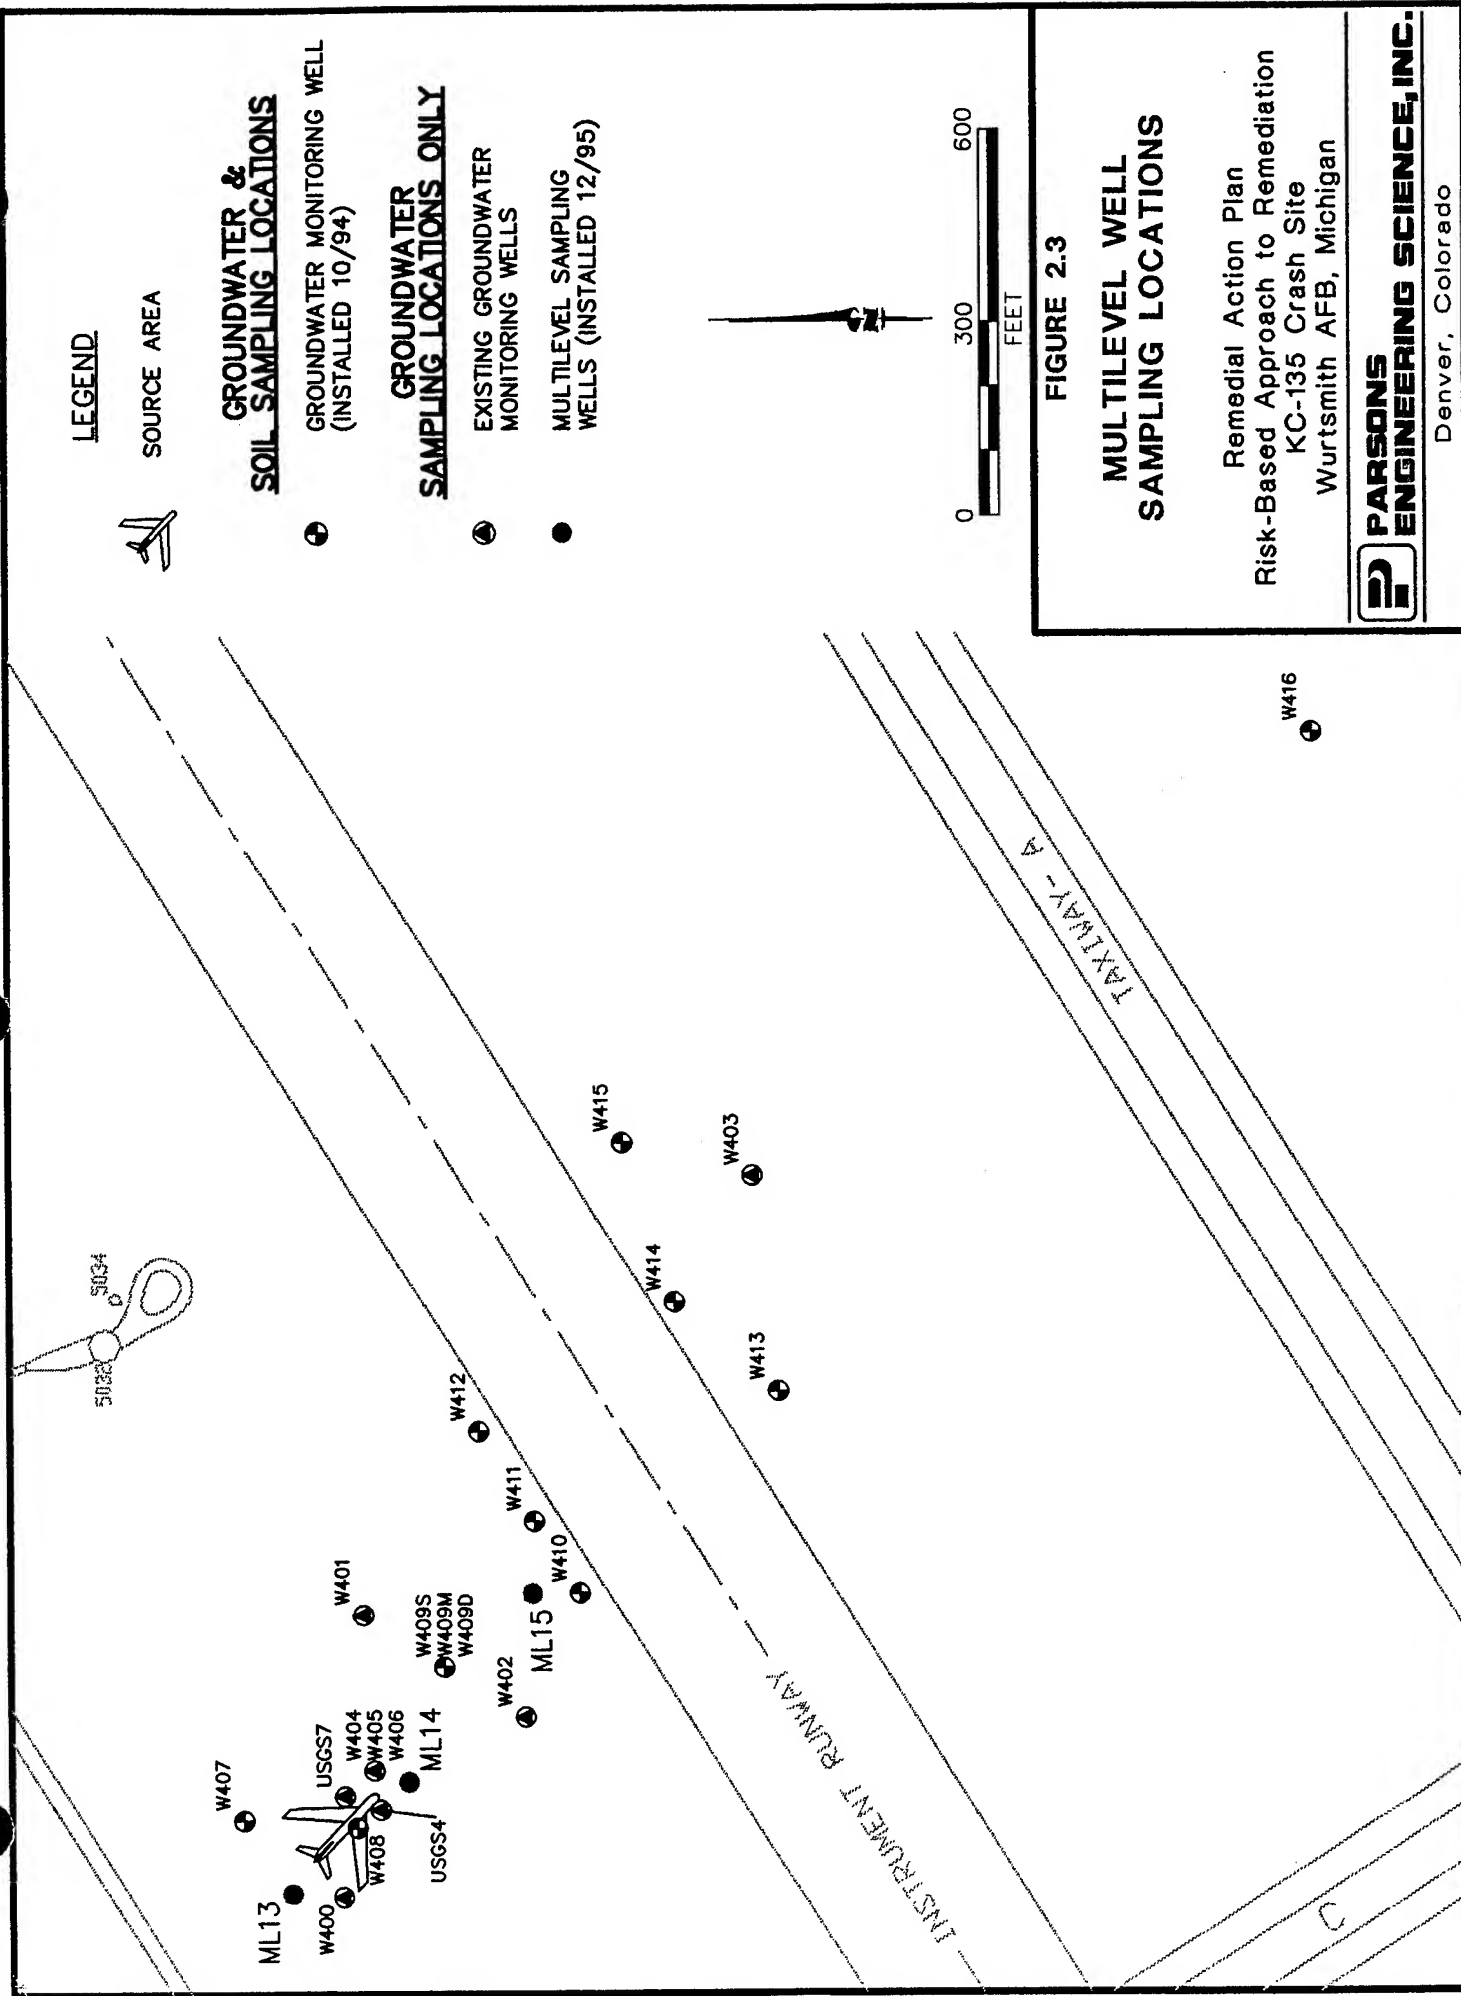 LEGEND
SOURCE AREA
GROUNDWATER &
SOIL SAMPLING LOCATIONS
GROUNDWATER MONITORING WELL
(INSTALLED 10/94)
GROUNDWATER
SAMPLING LOCATIONS ONLY
EXISTING GROUNDWATER
MONITORING WELLS
MULTILEVEL SAMPLING
WELLS (INSTALLED 12/95)
0 300 600
FEET
FIGURE 2.3
MULTILEVEL WELL
SAMPLING LOCATIONS
Remedial Action Plan
Risk-Based Approach to Remediation
KC-135 Crash Site
Wurtsmith AFB, Michigan
PARSONS
ENGINEERING SCIENCE, INC.
Denver, Colorado
5032
5034
W407
ML13
W400
W408
USGS4
USGS7
W404
W405
W406
ML14
W401
W409S
W409M
W409D
W402
ML15
W410
W411
W412
W413
W414
W415
W403
W416
INSTRUMENT RUNWAY
TAXIWAY - A
C